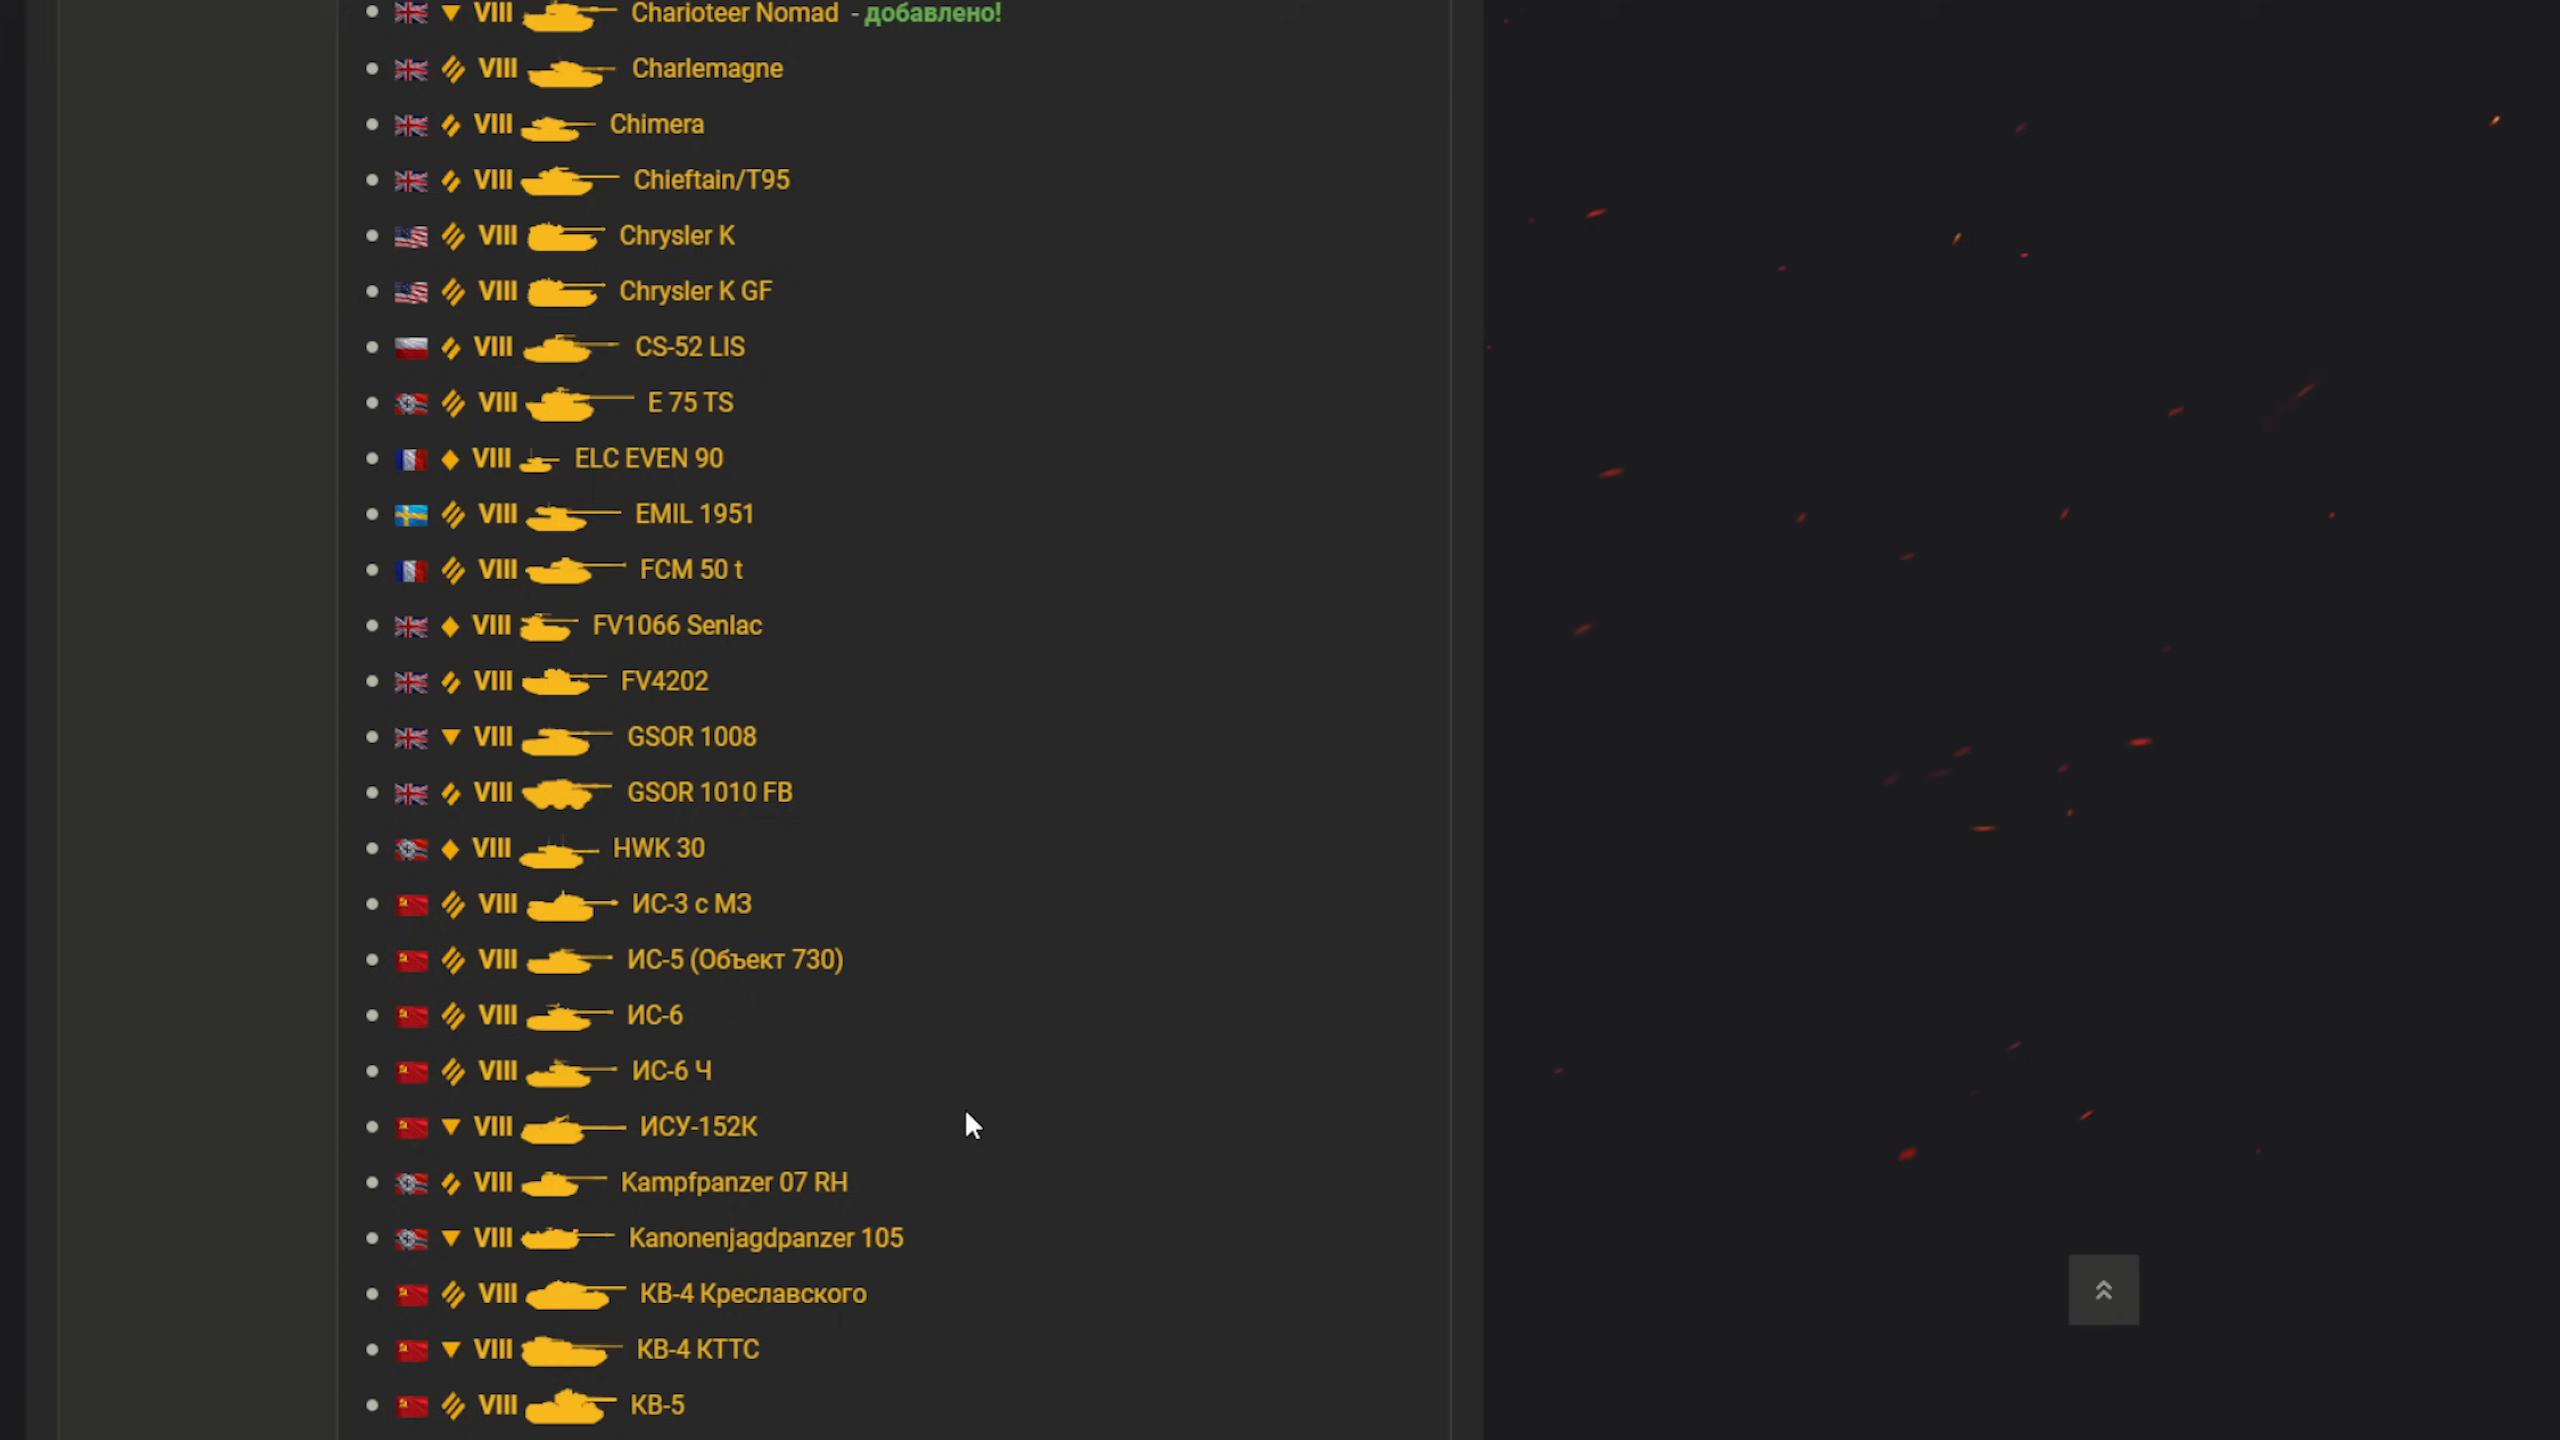 VIII Charioteer Nomad - добавлено!
VIII Charlemagne
VIII Chimera
VIII Chieftain/T95
VIII Chrysler K
VIII Chrysler K GF
VIII CS-52 LIS
VIII E 75 TS
VIII ELC EVEN 90
VIII EMIL 1951
VIII FCM 50 t
VIII FV1066 Senlac
VIII FV4202
VIII GSOR 1008
VIII GSOR 1010 FB
VIII HWK 30
VIII ИС-3 с МЗ
VIII ИС-5 (Объект 730)
VIII ИС-6
VIII ИС-6 Ч
VIII ИСУ-152К
VIII Kampfpanzer 07 RH
VIII Kanonenjagdpanzer 105
VIII КВ-4 Креславского
VIII КВ-4 КТТС
VIII КВ-5